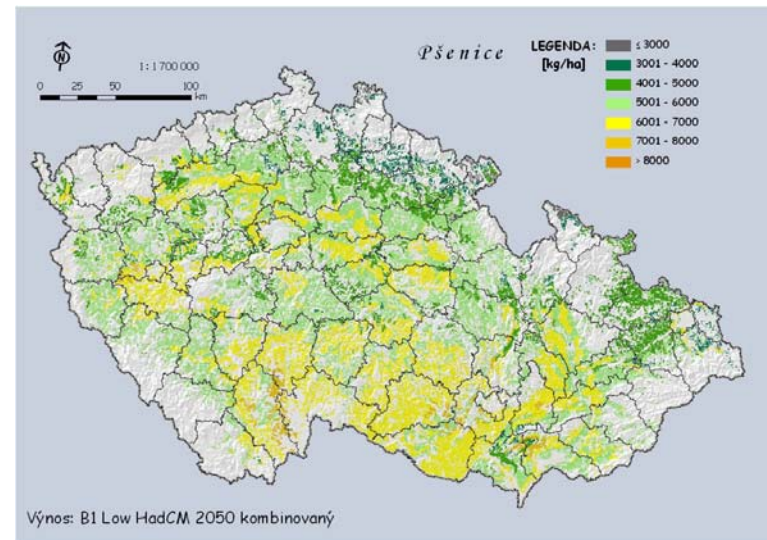 Pšenice
LEGENDA:
[kg/ha]
≤ 3000
3001 - 4000
4001 - 5000
5001 - 6000
6001 - 7000
7001 - 8000
> 8000
N
1: 1 700 000
0 25 50 100
km
Výnos: B1 Low HadCM 2050 kombinovaný